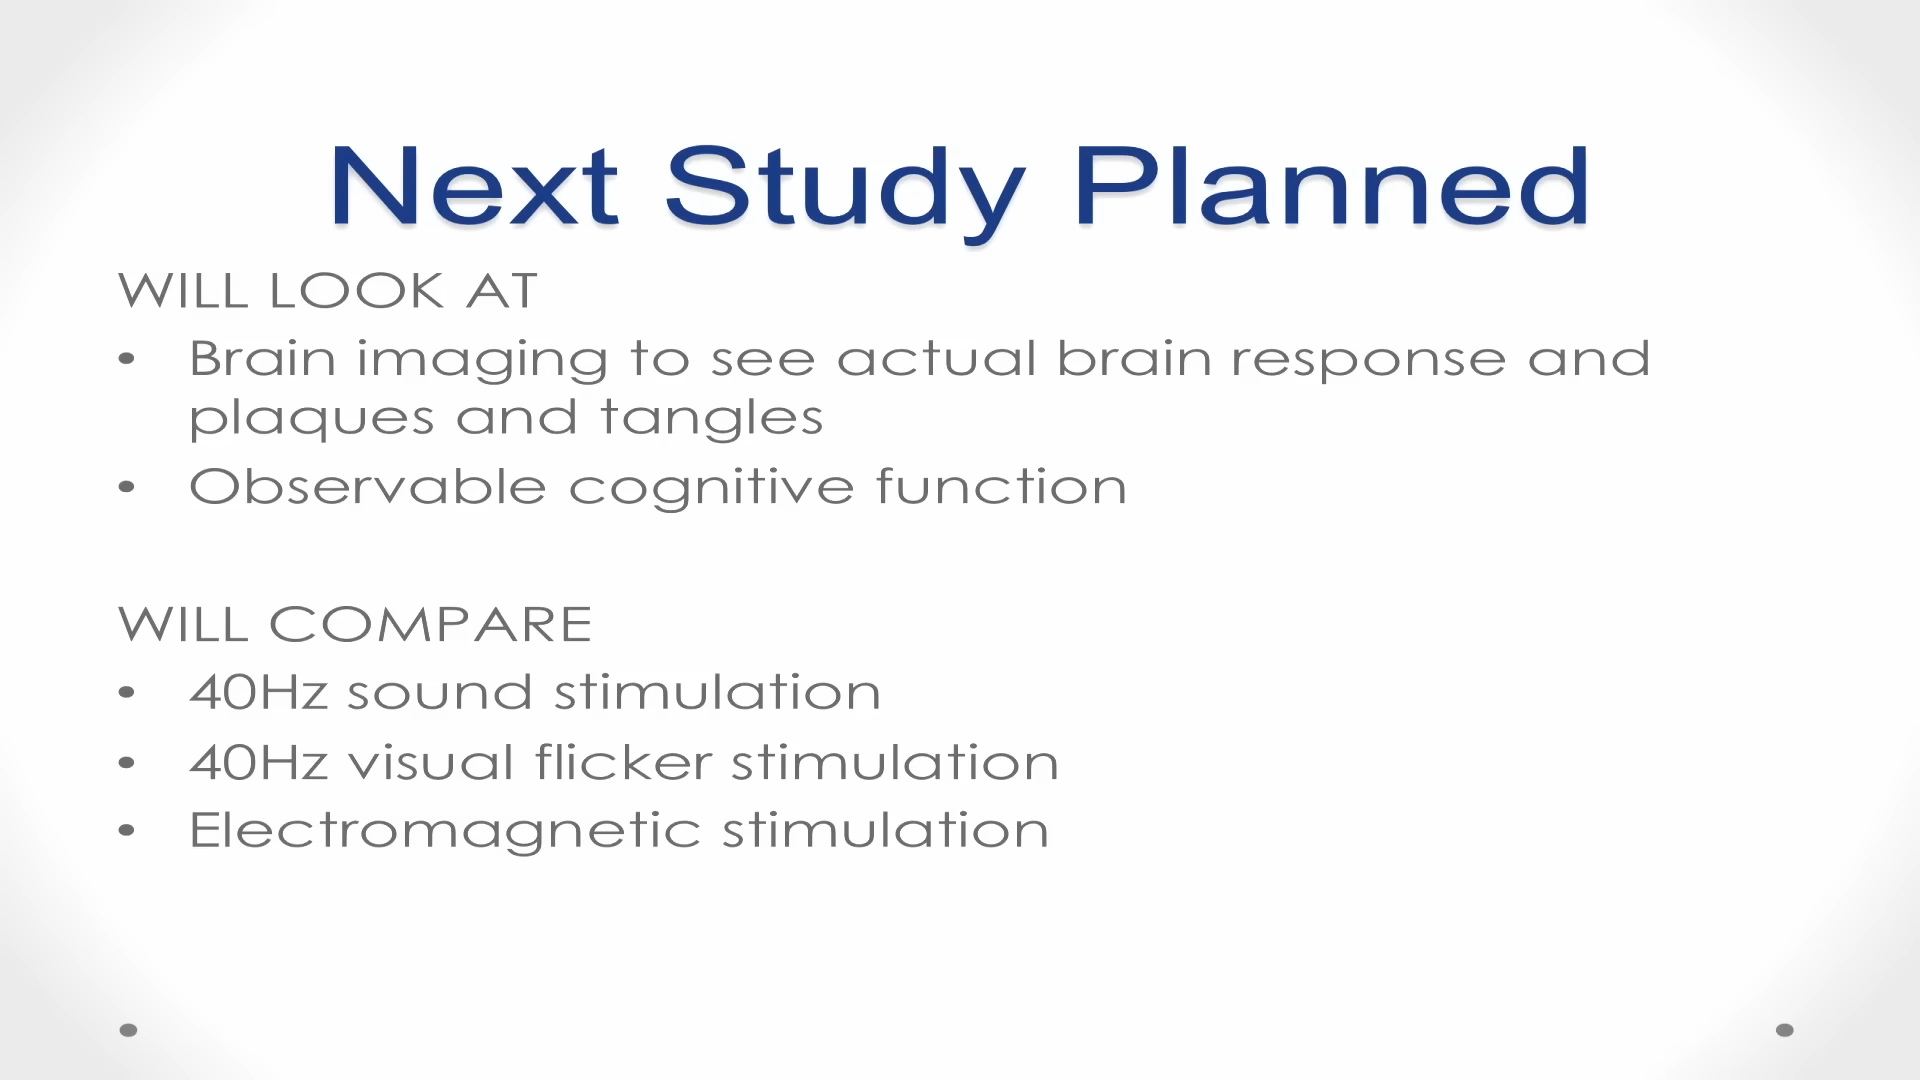 Next Study Planned
WILL LOOK AT
• Brain imaging to see actual brain response and
plaques and tangles
• Observable cognitive function
WILL COMPARE
• 40Hz sound stimulation
• 40Hz visual flicker stimulation
• Electromagnetic stimulation